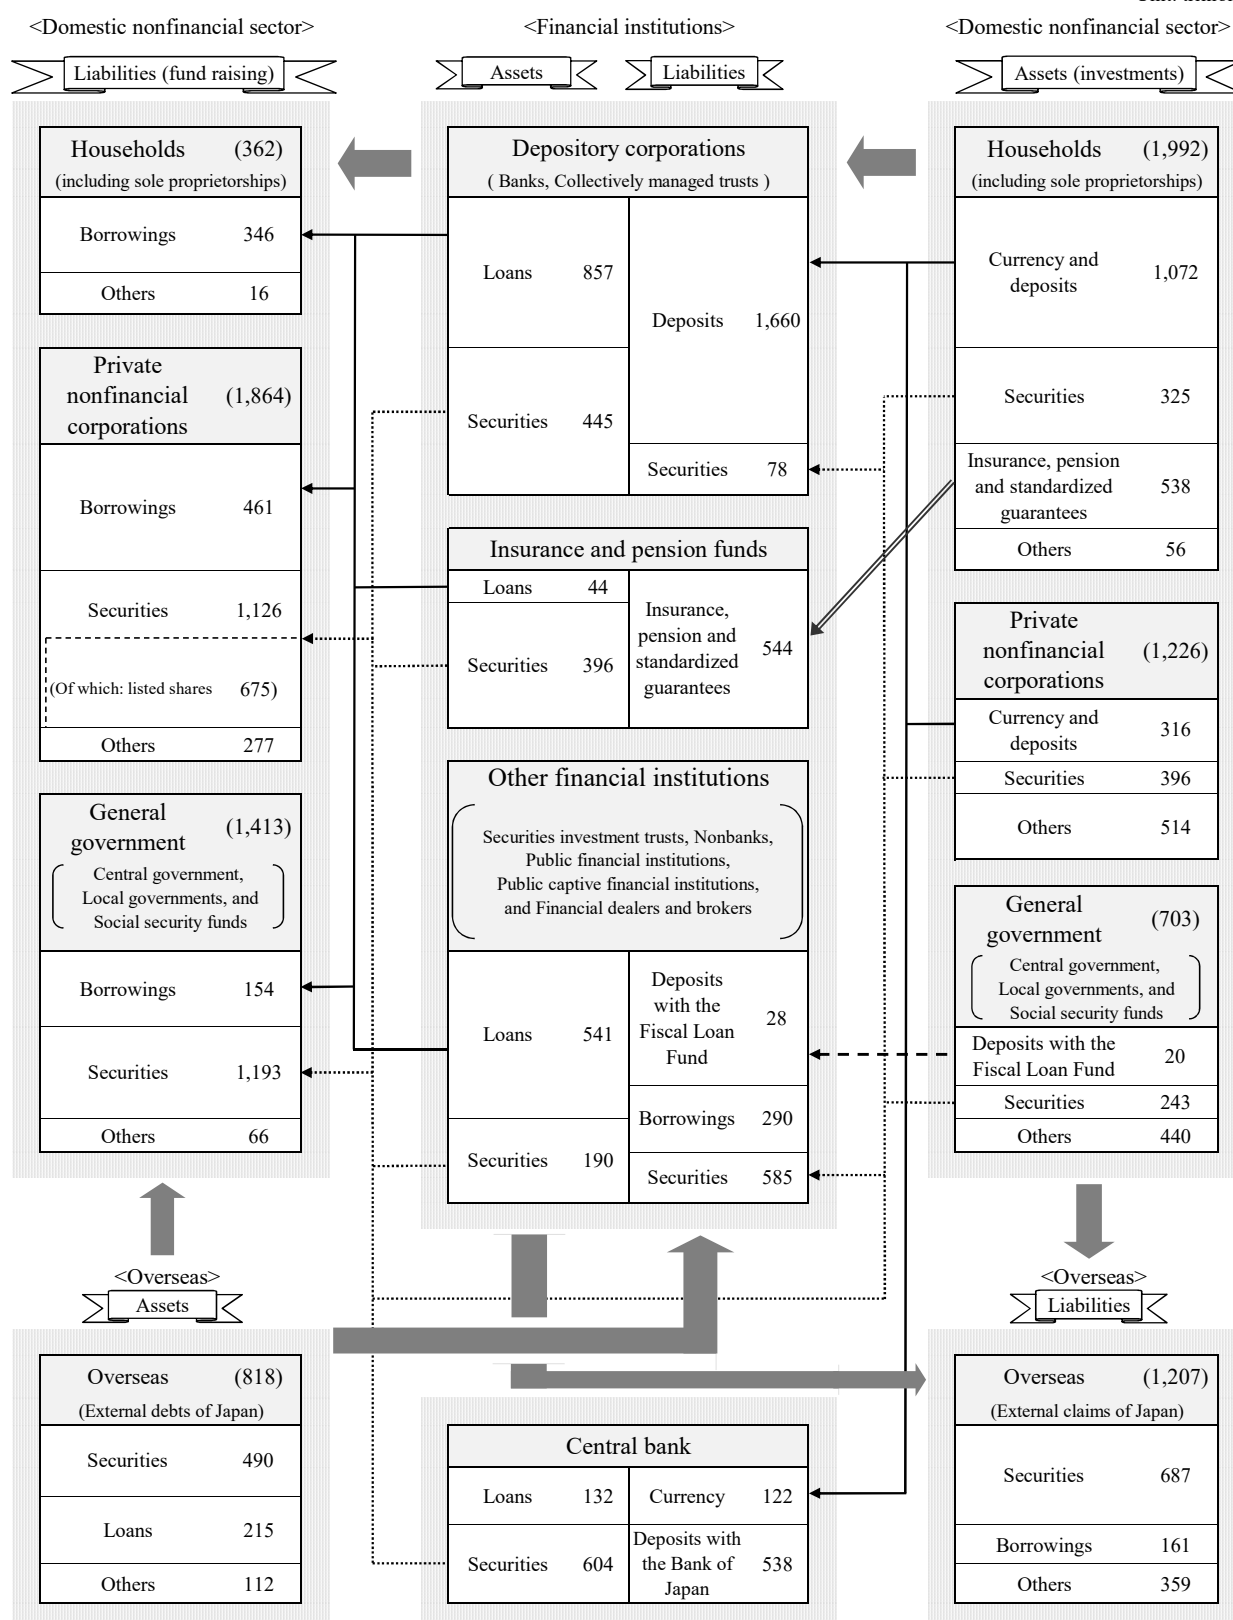 <Domestic nonfinancial sector>
<Financial institutions>
<Domestic nonfinancial sector>
Liabilities (fund raising)
Assets
Liabilities
Assets (investments)
Households (362)
(including sole proprietorships)
Borrowings 346
Others 16
Private
nonfinancial (1,864)
corporations
Borrowings 461
Securities 1,126
(Of which: listed shares 675)
Others 277
General
government (1,413)
Central government,
Local governments, and
Social security funds
Borrowings 154
Securities 1,193
Others 66
<Overseas>
Assets
Overseas (818)
(External debts of Japan)
Securities 490
Loans 215
Others 112
Depository corporations
( Banks, Collectively managed trusts )
Loans 857
Securities 445
Deposits 1,660
Securities 78
Insurance and pension funds
Loans 44
Securities 396
Insurance,
pension and
standardized
guarantees
544
Other financial institutions
Securities investment trusts, Nonbanks,
Public financial institutions,
Public captive financial institutions,
and Financial dealers and brokers
Loans 541
Securities 190
Deposits
with the
Fiscal Loan
Fund
28
Borrowings 290
Securities 585
Central bank
Loans 132
Securities 604
Currency 122
Deposits with
the Bank of
Japan
538
Households (1,992)
(including sole proprietorships)
Currency and
deposits
1,072
Securities 325
Insurance, pension
and standardized
guarantees
538
Others 56
Private
nonfinancial (1,226)
corporations
Currency and
deposits
316
Securities 396
Others 514
General
government (703)
Central government,
Local governments, and
Social security funds
Deposits with the
Fiscal Loan Fund
20
Securities 243
Others 440
<Overseas>
Liabilities
Overseas (1,207)
(External claims of Japan)
Securities 687
Borrowings 161
Others 359